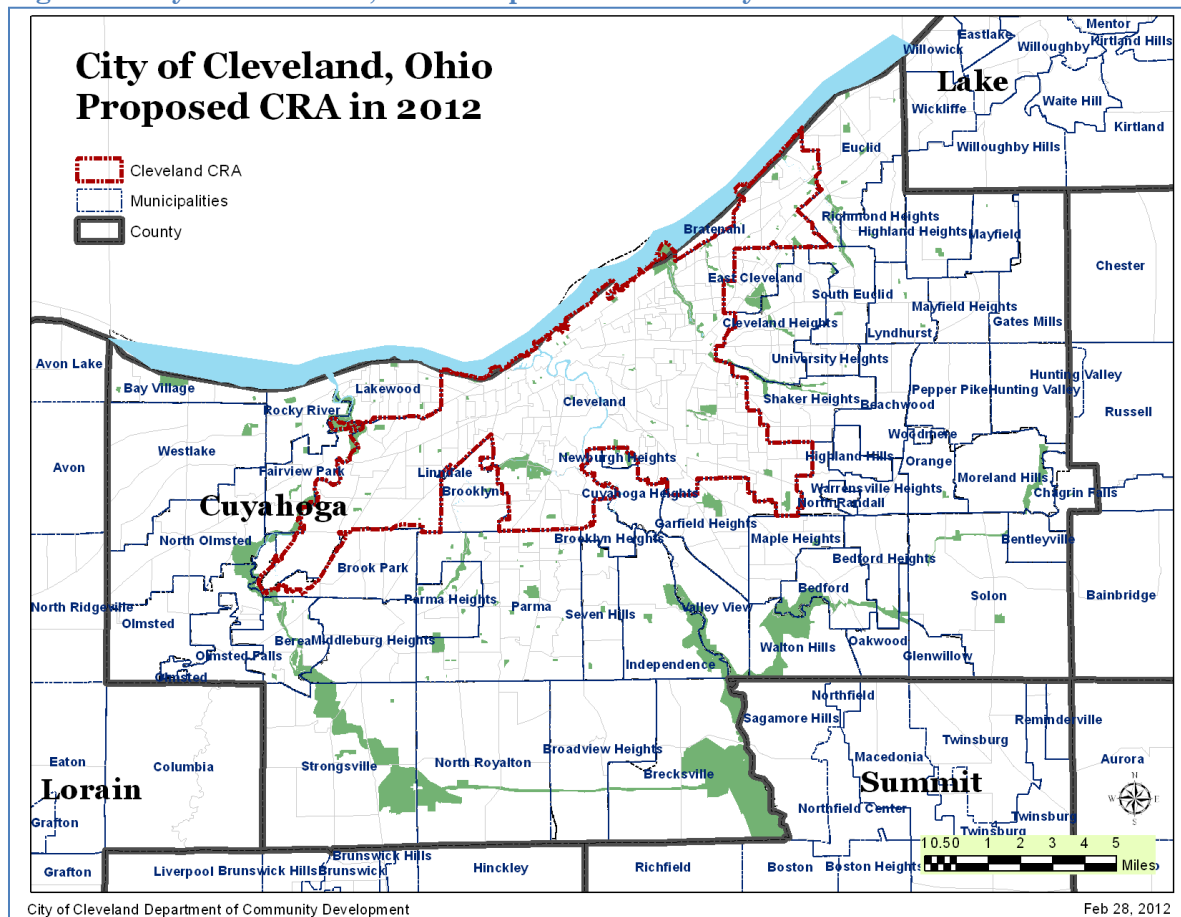 City of Cleveland, Ohio
Proposed CRA in 2012
Cleveland CRA
Municipalities
County
Mentor
Eastlake
Willowick
Willoughby
Kirtland Hills
Lake
Waite Hill
Wickliffe
Kirtland
Euclid
Willoughby Hills
Richmond Heights
Bratenahl
Highland Heights
Mayfield
Chester
East Cleveland
South Euclid
Mayfield Heights
Cleveland Heights
Gates Mills
Lyndhurst
Avon Lake
University Heights
Bay Village
Lakewood
Hunting Valley
Pepper Pike
Hunting Valley
Cleveland
Shaker Heights
Beachwood
Rocky River
Russell
Woodmere
Avon
Westlake
Newburgh Heights
Highland Hills
Orange
Fairview Park
Linndale
Moreland Hills
Brooklyn
Cuyahoga Heights
Warrensville Heights
Chagrin Falls
North Randall
Cuyahoga
Garfield Heights
North Olmsted
Brooklyn Heights
Maple Heights
Bentleyville
Bedford Heights
Brook Park
Bedford
Solon
Bainbridge
Parma Heights
North Ridgeville
Parma
Seven Hills
Valley View
Olmsted
Berea
Middleburg Heights
Oakwood
Walton Hills
Olmsted Falls
Glenwillow
Independence
Olmsted
Northfield
Sagamore Hills
Reminderville
Twinsburg
Broadview Heights
Eaton
Columbia
Strongsville
North Royalton
Macedonia
Aurora
Brecksville
Lorain
Summit
N
W E
S
Northfield Center
Twinsburg
Grafton
Twinsburg
1 0.5 0 1 2 3 4 5
Miles
Brunswick Hills
Grafton
Liverpool
Brunswick Hills
Brunswick
Hinckley
Richfield
Boston
Boston Heights
City of Cleveland Department of Community Development
Feb 28, 2012